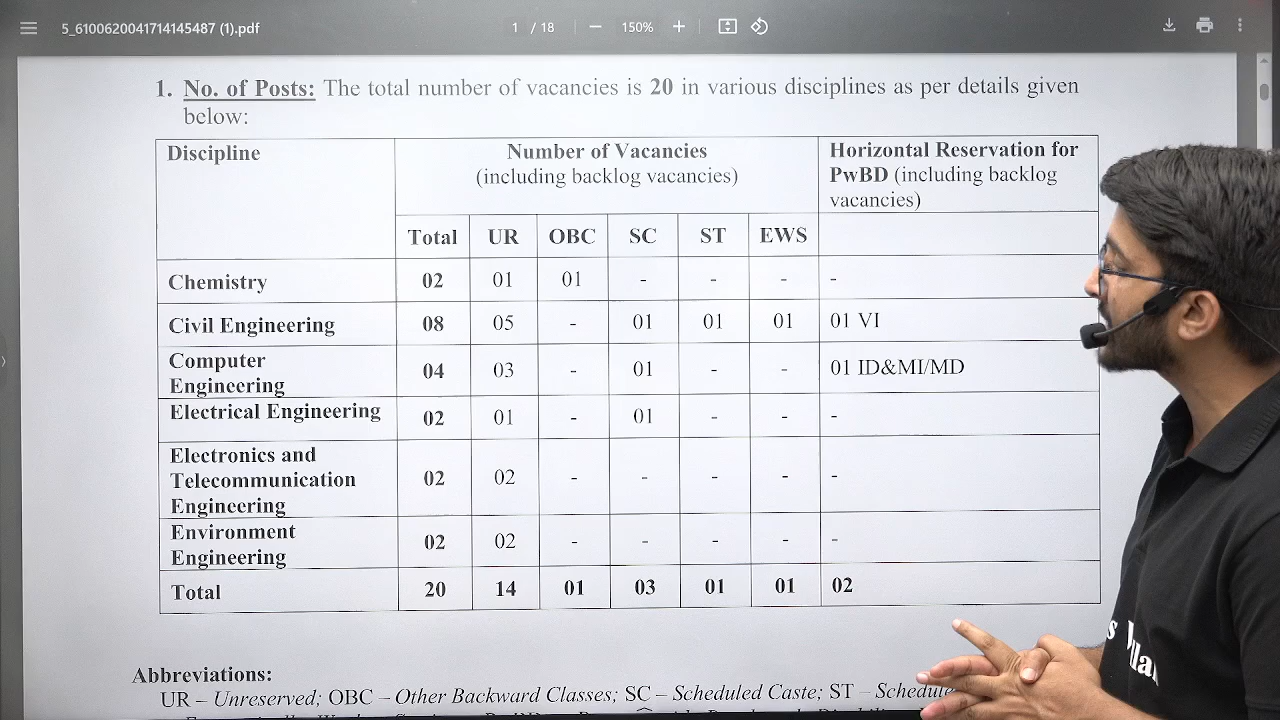 5_6100620041714145487 (1).pdf
1 / 18
150%
1. No. of Posts: The total number of vacancies is 20 in various disciplines as per details given
below:
Discipline Number of Vacancies Horizontal Reservation for
(including backlog vacancies) PwBD (including backlog
vacancies)
Total UR OBC SC ST EWS
Chemistry 02 01 01 - - - -
Civil Engineering 08 05 - 01 01 01 01 VI
Computer
Engineering 04 03 - 01 - - 01 ID&MI/MD
Electrical Engineering 02 01 - 01 - - -
Electronics and
Telecommunication 02 02 - - - - -
Engineering
Environment
Engineering 02 02 - - - - -
Total 20 14 01 03 01 01 02
Abbreviations:
UR – Unreserved; OBC – Other Backward Classes; SC – Scheduled Caste; ST –